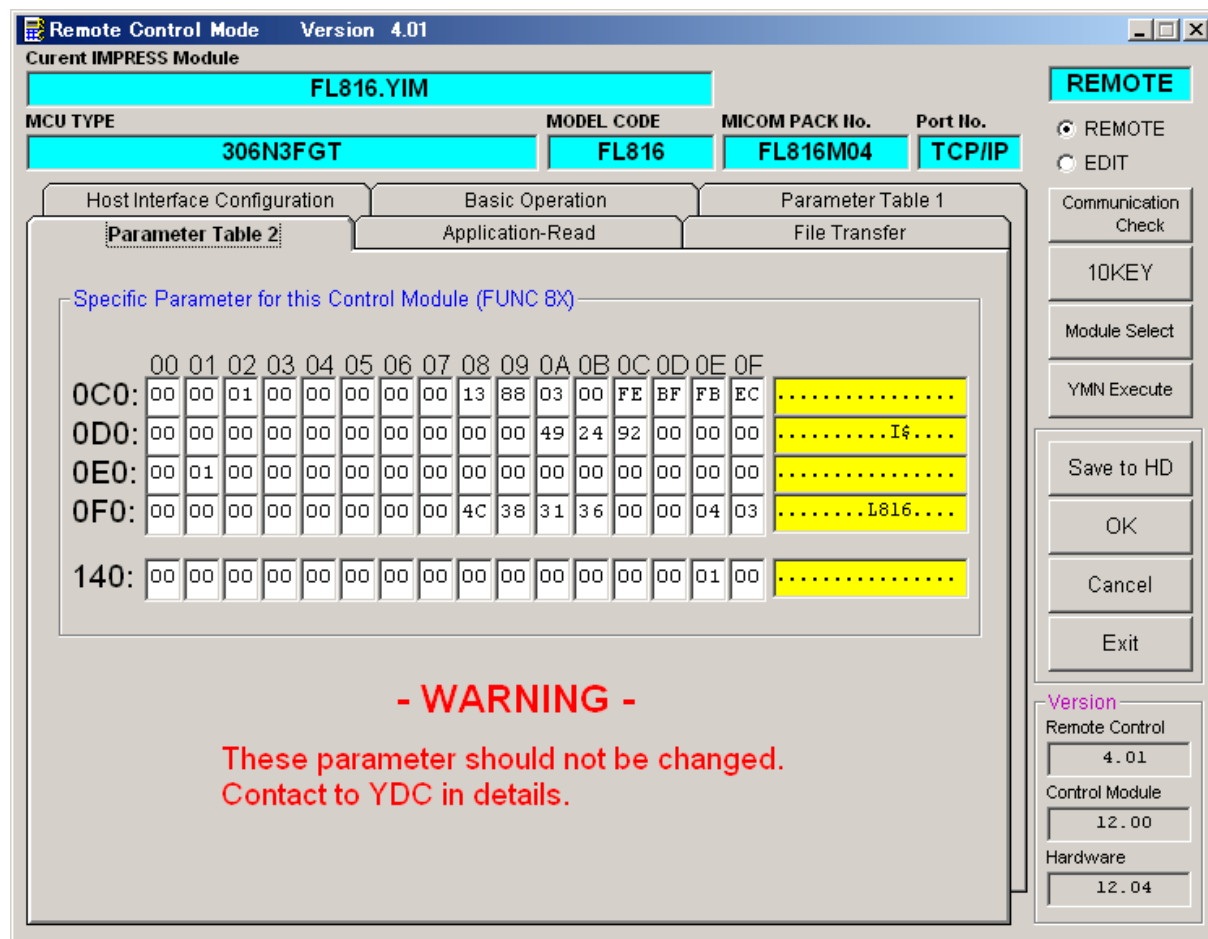 Remote Control Mode Version 4.01
Curent IMPRESS Module
FL816.YIM
MCU TYPE MODEL CODE MICOM PACK No. Port No.
306N3FGT FL816 FL816M04 TCP/IP
Host Interface Configuration Basic Operation Parameter Table 1
Parameter Table 2 Application-Read File Transfer
Specific Parameter for this Control Module (FUNC 8X)
00 01 02 03 04 05 06 07 08 09 0A 0B 0C 0D 0E 0F
0C0: 00 00 01 00 00 00 00 00 13 88 03 00 FE BF FB EC ................
0D0: 00 00 00 00 00 00 00 00 00 00 49 24 92 00 00 00 ..........I$....
0E0: 00 01 00 00 00 00 00 00 00 00 00 00 00 00 00 00 ................
0F0: 00 00 00 00 00 00 00 00 4C 38 31 36 00 00 04 03 ........L816....
140: 00 00 00 00 00 00 00 00 00 00 00 00 00 00 01 00 ................
- WARNING -
These parameter should not be changed.
Contact to YDC in details.
REMOTE
REMOTE
EDIT
Communication
Check
10KEY
Module Select
YMN Execute
Save to HD
OK
Cancel
Exit
Version
Remote Control
4.01
Control Module
12.00
Hardware
12.04